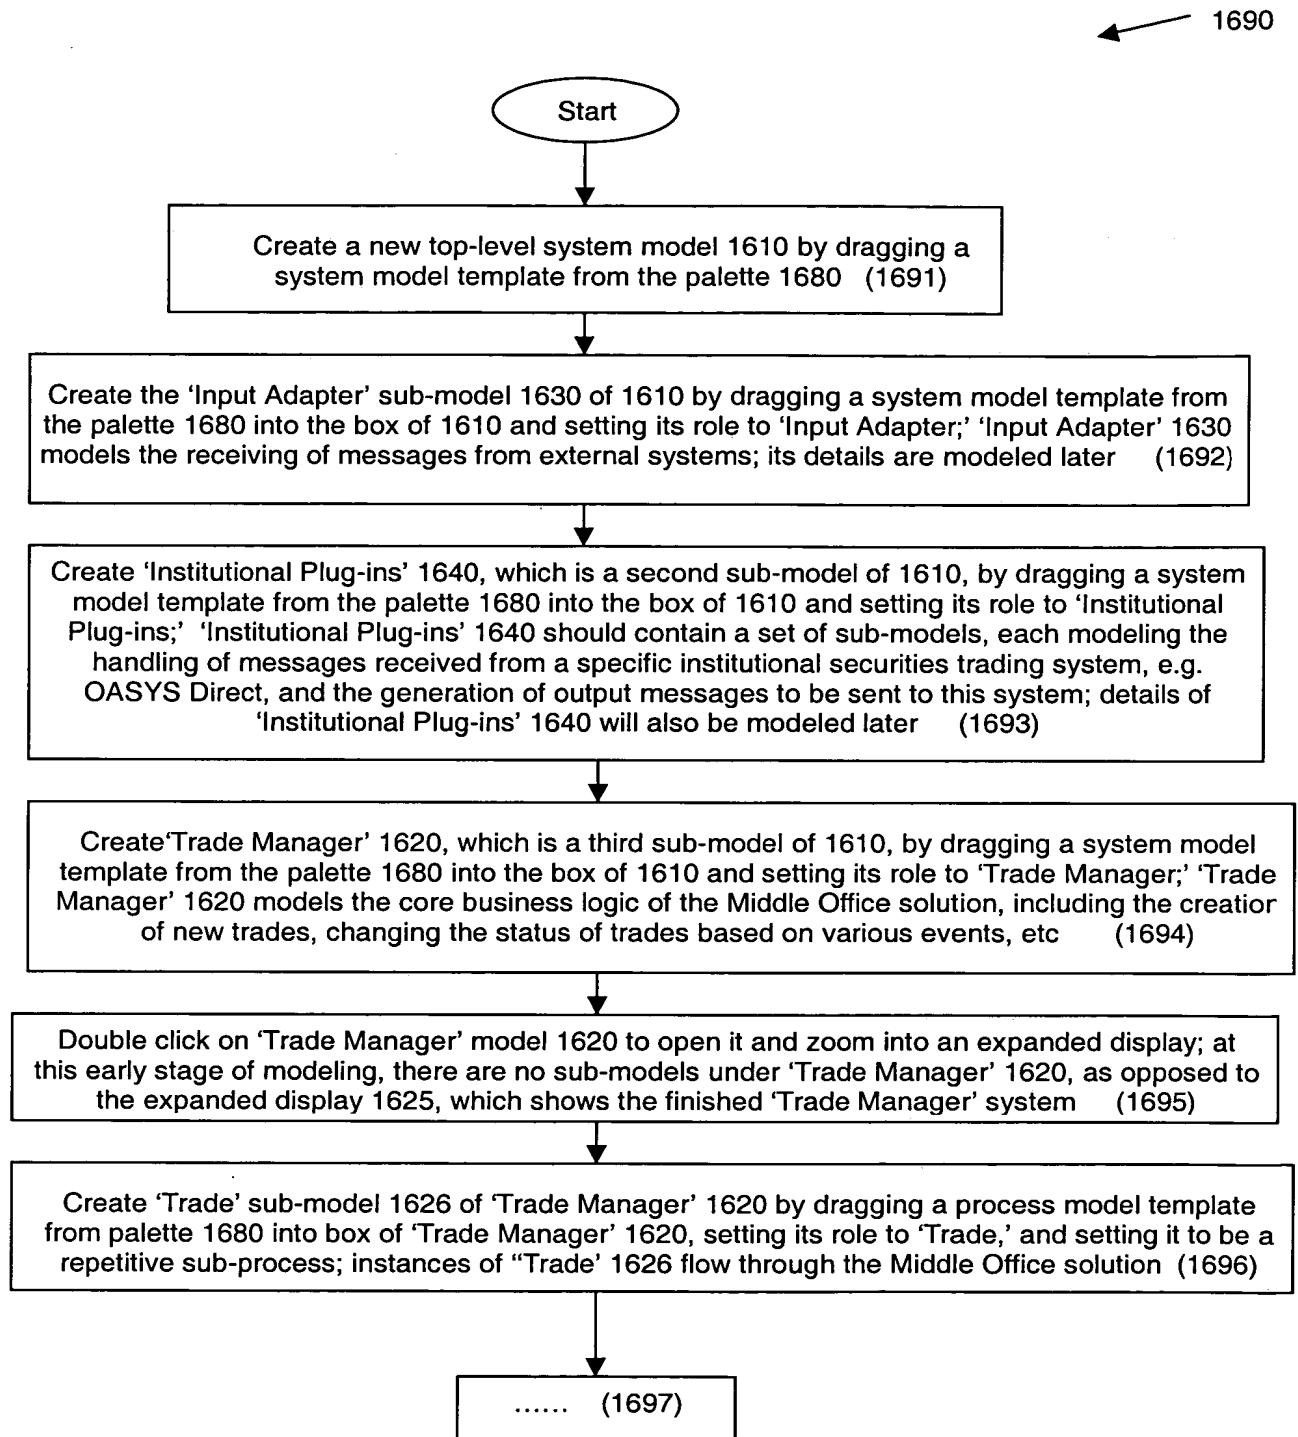 1690
Start
Create a new top-level system model 1610 by dragging a
system model template from the palette 1680 (1691)
Create the ‘Input Adapter’ sub-model 1630 of 1610 by dragging a system model template from
the palette 1680 into the box of 1610 and setting its role to ‘Input Adapter;’ ‘Input Adapter’ 1630
models the receiving of messages from external systems; its details are modeled later (1692)
Create ‘Institutional Plug-ins’ 1640, which is a second sub-model of 1610, by dragging a system
model template from the palette 1680 into the box of 1610 and setting its role to ‘Institutional
Plug-ins;’ ‘Institutional Plug-ins’ 1640 should contain a set of sub-models, each modeling the
handling of messages received from a specific institutional securities trading system, e.g.
OASYS Direct, and the generation of output messages to be sent to this system; details of
‘Institutional Plug-ins’ 1640 will also be modeled later (1693)
Create‘Trade Manager’ 1620, which is a third sub-model of 1610, by dragging a system model
template from the palette 1680 into the box of 1610 and setting its role to ‘Trade Manager;’ ‘Trade
Manager’ 1620 models the core business logic of the Middle Office solution, including the creation
of new trades, changing the status of trades based on various events, etc (1694)
Double click on ‘Trade Manager’ model 1620 to open it and zoom into an expanded display; at
this early stage of modeling, there are no sub-models under ‘Trade Manager’ 1620, as opposed to
the expanded display 1625, which shows the finished ‘Trade Manager’ system (1695)
Create ‘Trade’ sub-model 1626 of ‘Trade Manager’ 1620 by dragging a process model template
from palette 1680 into box of ‘Trade Manager’ 1620, setting its role to ‘Trade,’ and setting it to be a
repetitive sub-process; instances of “Trade’ 1626 flow through the Middle Office solution (1696)
...... (1697)